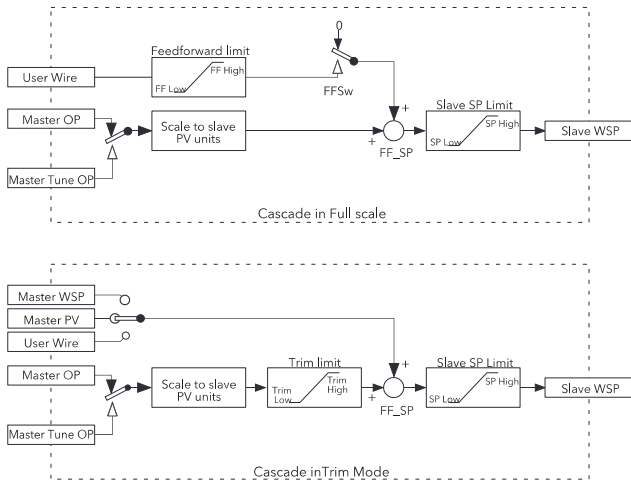 0
Feedforward limit
User Wire
FF High
FF Low
FFSw
Master OP
Scale to slave
PV units
+
+
FF_SP
Slave SP Limit
SP High
SP Low
Slave WSP
Master Tune OP
Cascade in Full scale
Master WSP
Master PV
User Wire
Master OP
Scale to slave
PV units
Trim limit
Trim
High
Trim
Low
+
+
FF_SP
Slave SP Limit
SP High
SP Low
Slave WSP
Master Tune OP
Cascade inTrim Mode